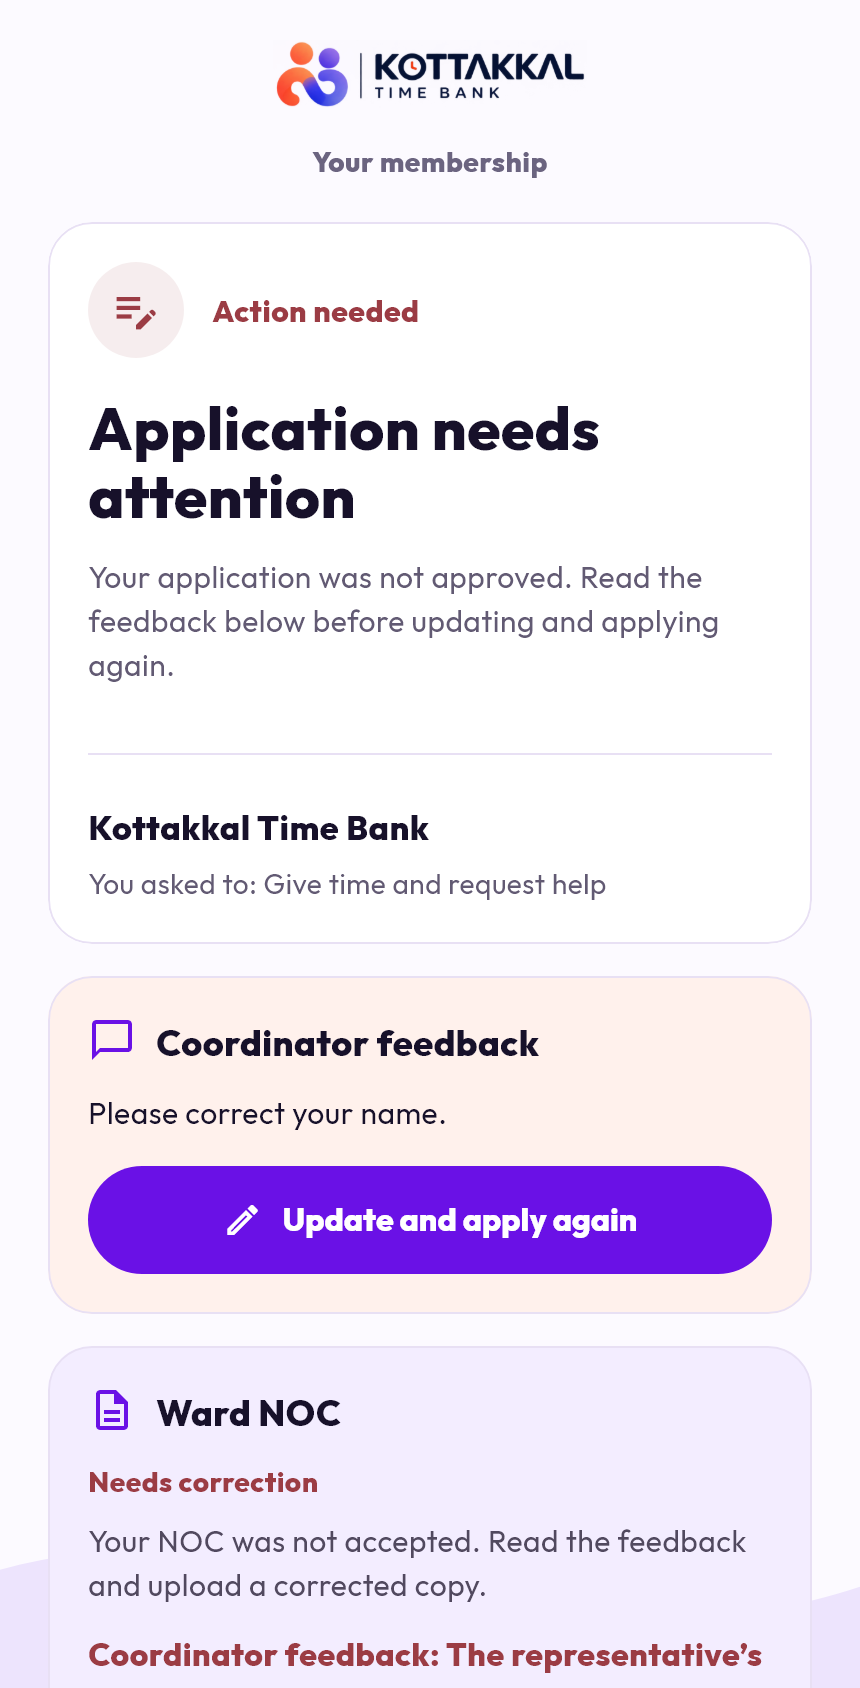 KOTTAKKAL
TIME BANK
Your membership
Action needed
Application needs
attention
Your application was not approved. Read the
feedback below before updating and applying
again.
Kottakkal Time Bank
You asked to: Give time and request help
Coordinator feedback
Please correct your name.
Update and apply again
Ward NOC
Needs correction
Your NOC was not accepted. Read the feedback
and upload a corrected copy.
Coordinator feedback: The representative’s